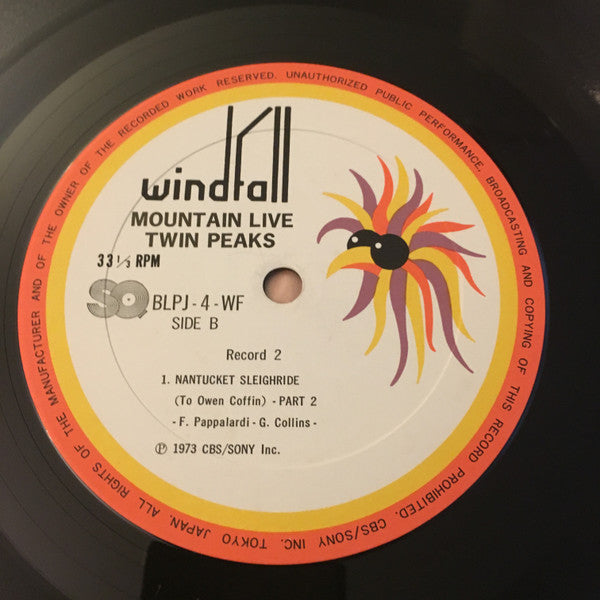 windfall
MOUNTAIN LIVE
TWIN PEAKS
33 1/3 RPM
SQ BLPJ-4-WF
SIDE B
Record 2
1. NANTUCKET SLEIGHRIDE
(To Owen Coffin) - PART 2
- F. Pappalardi - G. Collins -
Ⓟ 1973 CBS/SONY Inc.
ALL RIGHTS OF THE MANUFACTURER AND OF THE OWNER OF THE RECORDED WORK RESERVED. UNAUTHORIZED PUBLIC PERFORMANCE, BROADCASTING AND COPYING OF THIS RECORD PROHIBITED. CBS/SONY INC. TOKYO JAPAN.